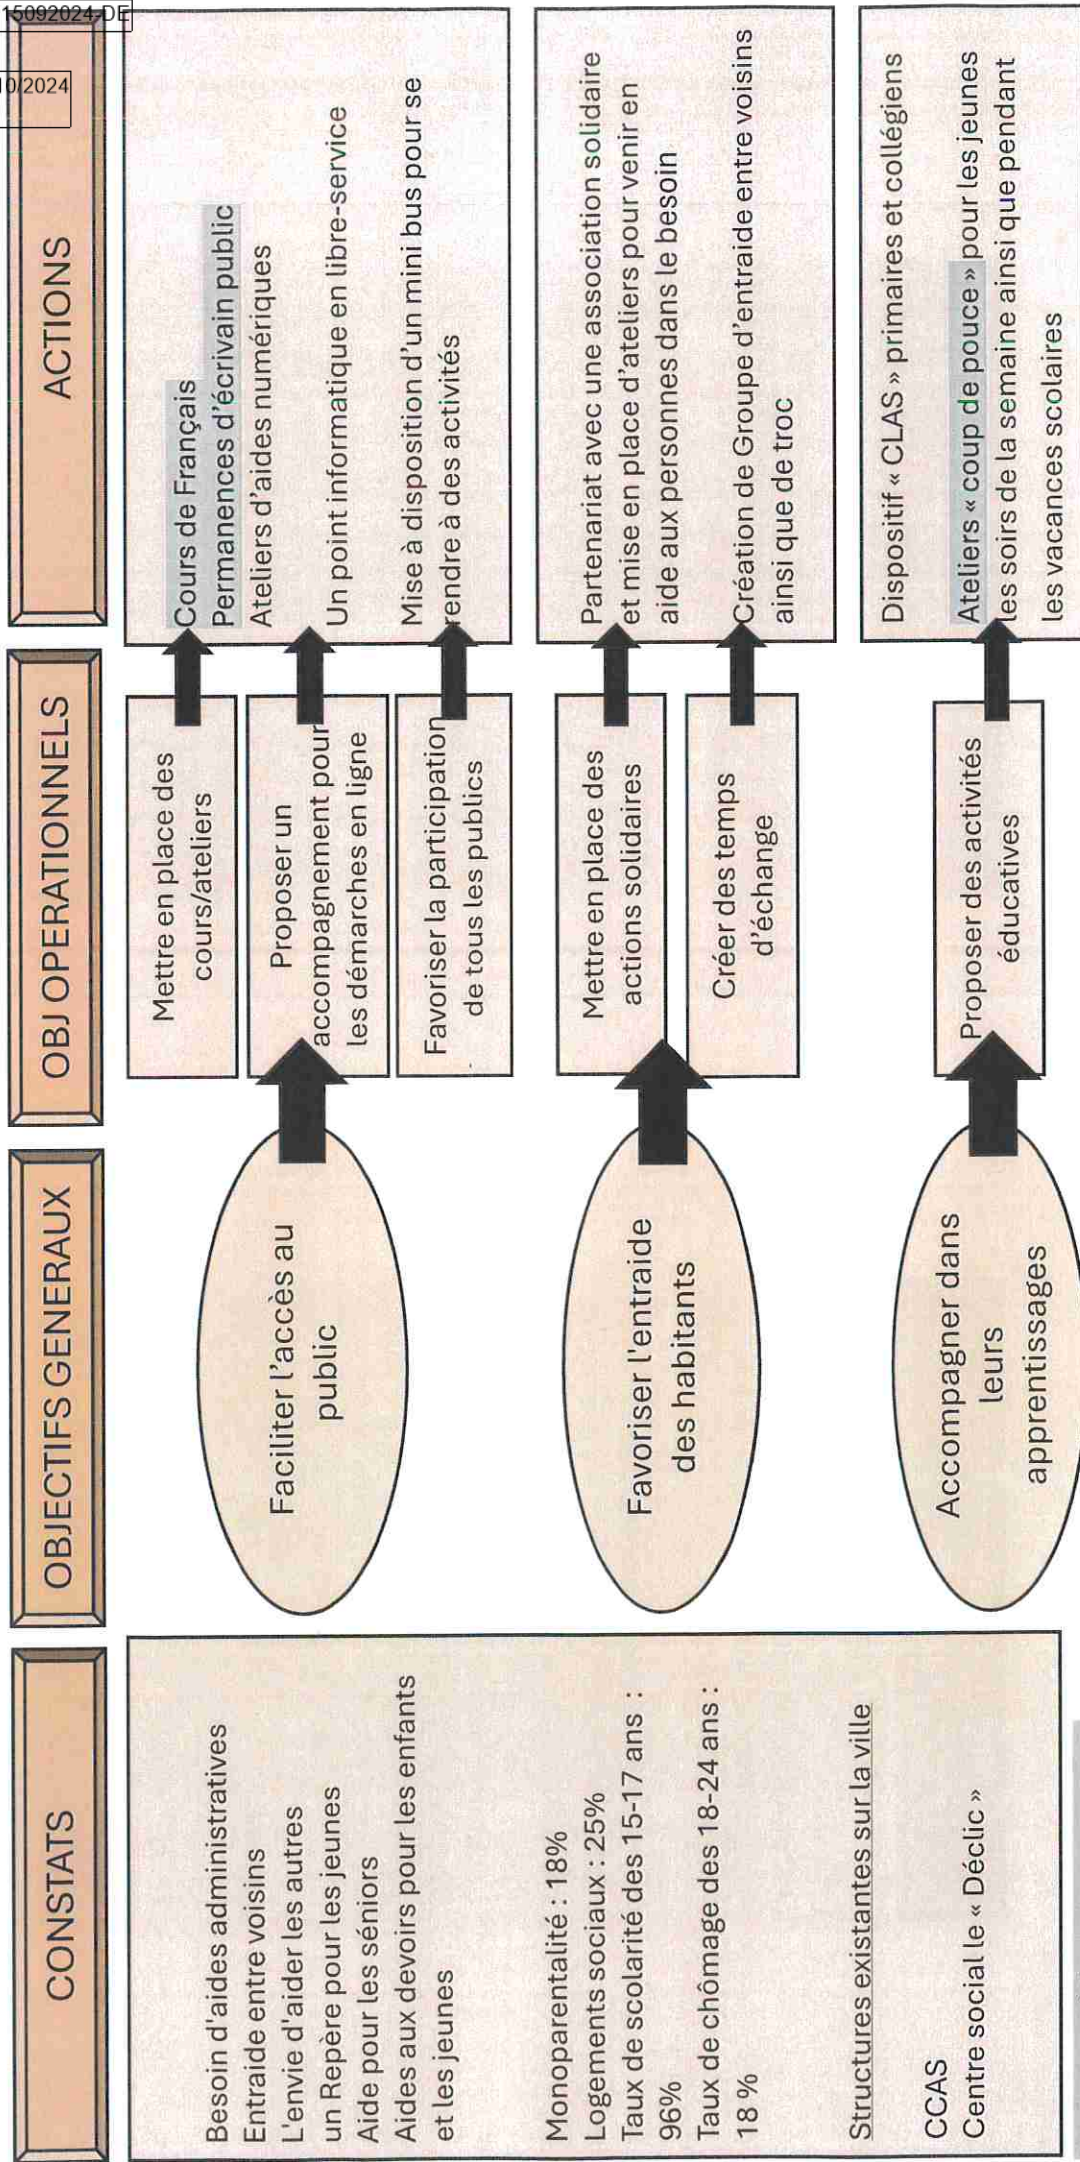 15092024-DE
10/2024
CONSTATS
Besoin d'aides administratives
Entraide entre voisins
L'envie d'aider les autres
un Repère pour les jeunes
Aide pour les séniors
Aides aux devoirs pour les enfants
et les jeunes
Monoparentalité : 18%
Logements sociaux : 25%
Taux de scolarité des 15-17 ans :
96%
Taux de chômage des 18-24 ans :
18 %
Structures existantes sur la ville
CCAS
Centre social le « Déclic »
OBJECTIFS GENERAUX
Faciliter l'accès au
public
Favoriser l'entraide
des habitants
Accompagner dans
leurs
apprentissages
OBJ OPERATIONNELS
Mettre en place des
cours/ateliers
Proposer un
accompagnement pour
les démarches en ligne
Favoriser la participation
de tous les publics
Mettre en place des
actions solidaires
Créer des temps
d'échange
Proposer des activités
éducatives
ACTIONS
Cours de Français
Permanences d'écrivain public
Ateliers d'aides numériques
Un point informatique en libre-service
Mise à disposition d'un mini bus pour se
rendre à des activités
Partenariat avec une association solidaire
et mise en place d'ateliers pour venir en
aide aux personnes dans le besoin
Création de Groupe d'entraide entre voisins
ainsi que de troc
Dispositif « CLAS » primaires et collégiens
Ateliers « coup de pouce » pour les jeunes
les soirs de la semaine ainsi que pendant
les vacances scolaires